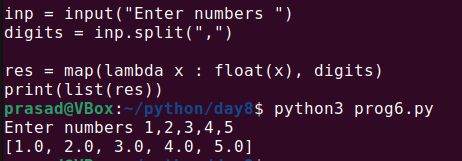 inp = input("Enter numbers ")
digits = inp.split(",")
res = map(lambda x : float(x), digits)
print(list(res))
prasad@VBox:~/python/day8$ python3 prog6.py
Enter numbers 1,2,3,4,5
[1.0, 2.0, 3.0, 4.0, 5.0]